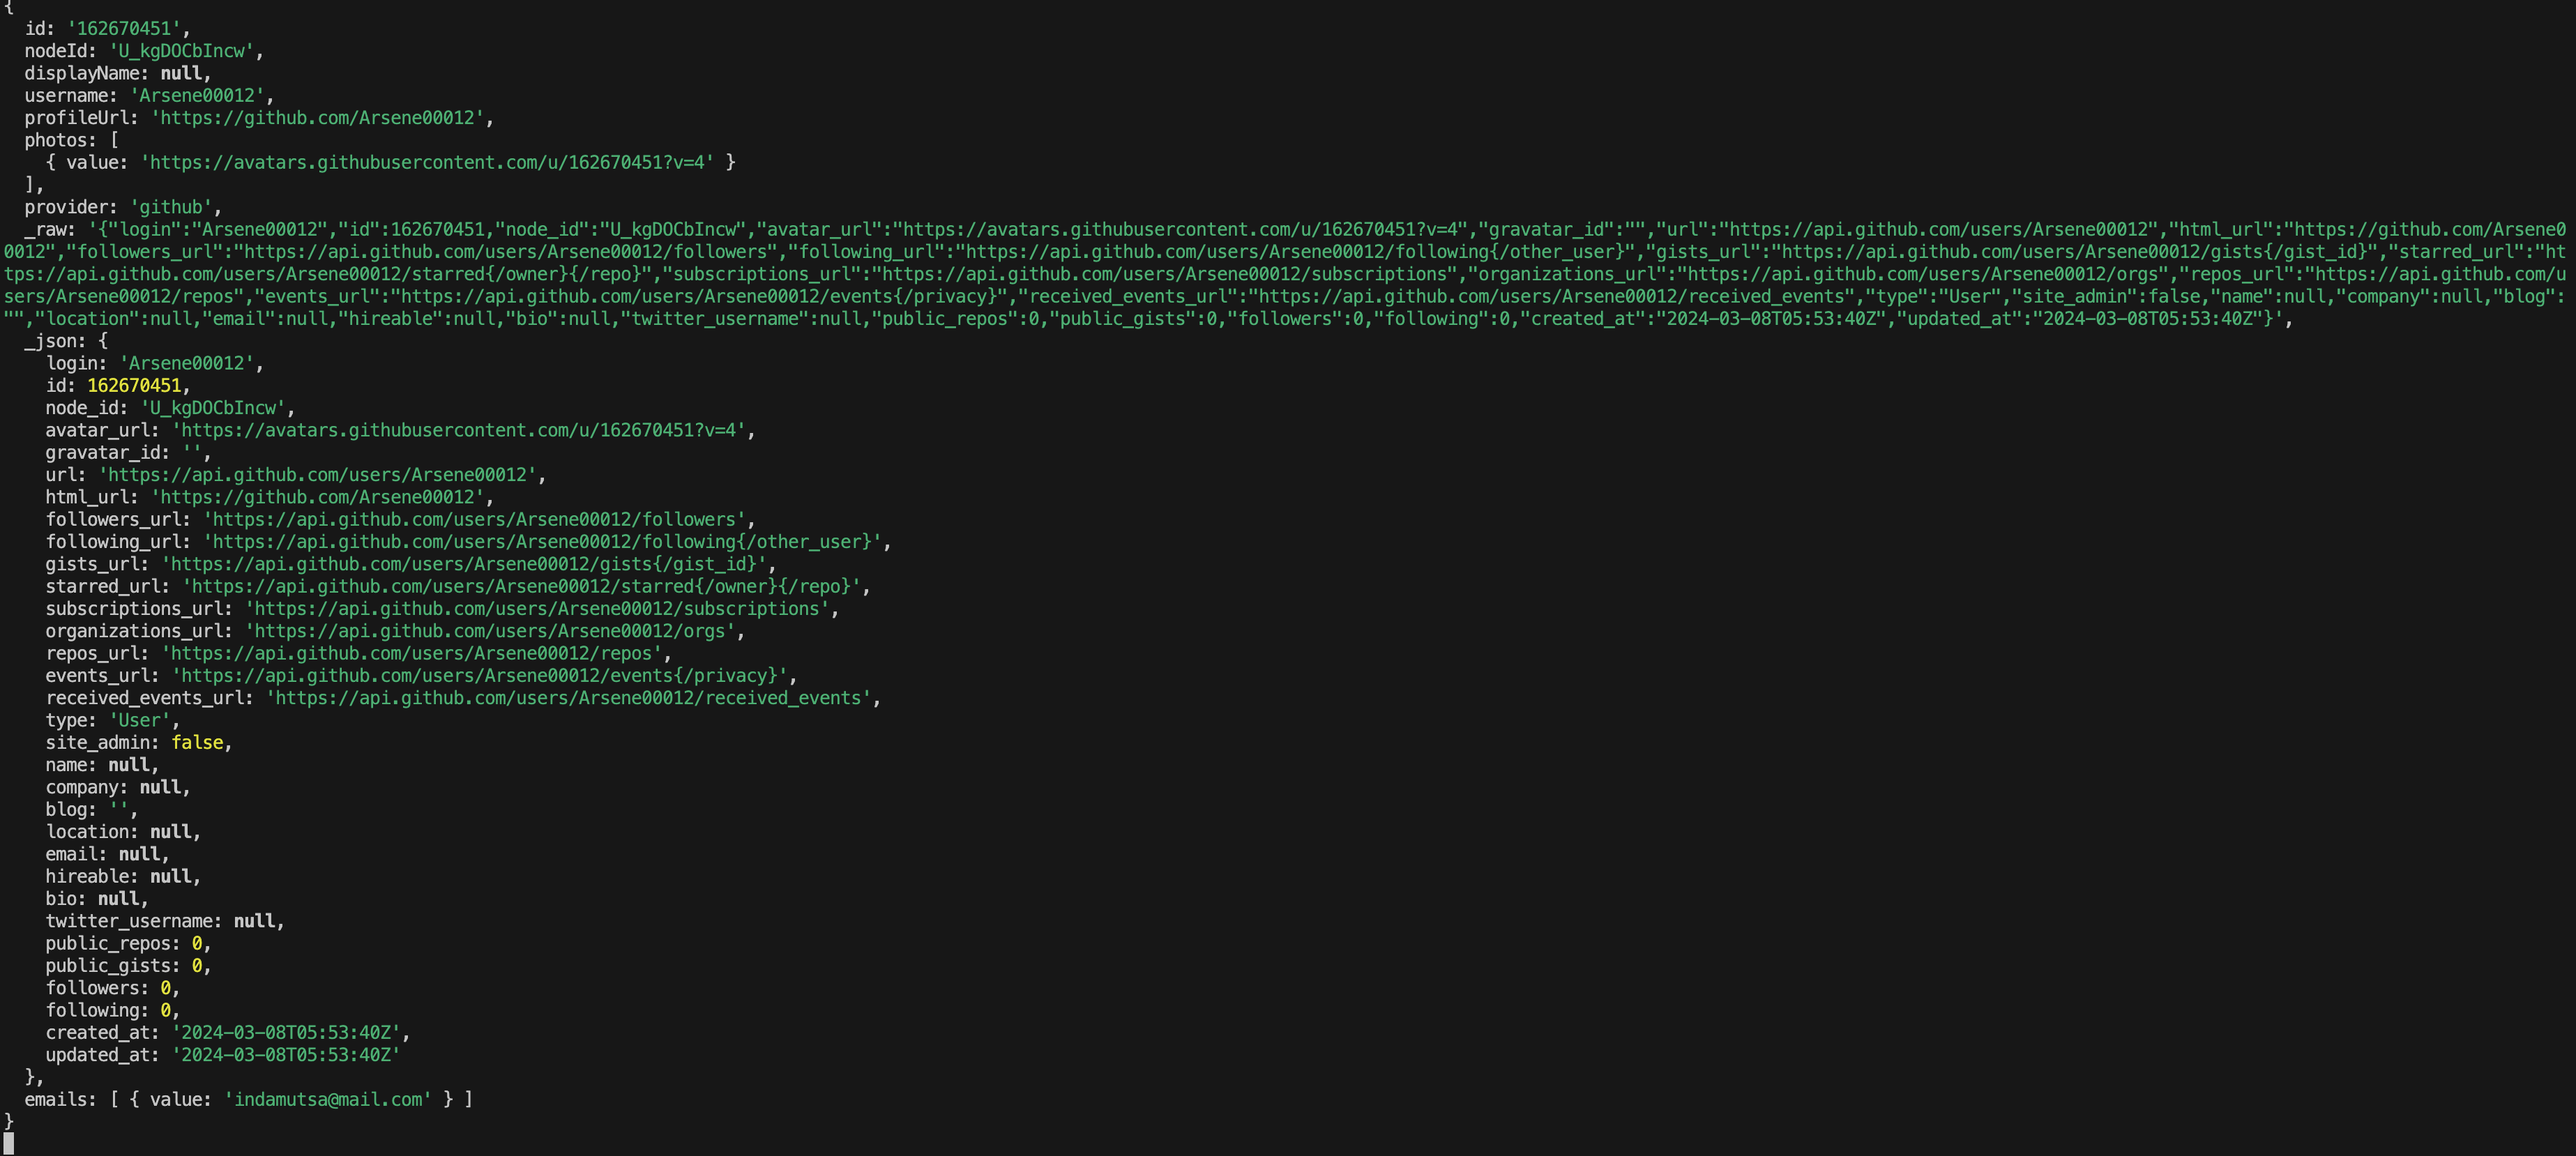 {
  id: '162670451',
  nodeId: 'U_kgDOCbIncw',
  displayName: null,
  username: 'Arsene00012',
  profileUrl: 'https://github.com/Arsene00012',
  photos: [
    { value: 'https://avatars.githubusercontent.com/u/162670451?v=4' }
  ],
  provider: 'github',
  _raw: '{"login":"Arsene00012","id":162670451,"node_id":"U_kgDOCbIncw","avatar_url":"https://avatars.githubusercontent.com/u/162670451?v=4","gravatar_id":"","url":"https://api.github.com/users/Arsene00012","html_url":"https://github.com/Arsene0
0012","followers_url":"https://api.github.com/users/Arsene00012/followers","following_url":"https://api.github.com/users/Arsene00012/following{/other_user}","gists_url":"https://api.github.com/users/Arsene00012/gists{/gist_id}","starred_url":"ht
tps://api.github.com/users/Arsene00012/starred{/owner}{/repo}","subscriptions_url":"https://api.github.com/users/Arsene00012/subscriptions","organizations_url":"https://api.github.com/users/Arsene00012/orgs","repos_url":"https://api.github.com/u
sers/Arsene00012/repos","events_url":"https://api.github.com/users/Arsene00012/events{/privacy}","received_events_url":"https://api.github.com/users/Arsene00012/received_events","type":"User","site_admin":false,"name":null,"company":null,"blog":
"","location":null,"email":null,"hireable":null,"bio":null,"twitter_username":null,"public_repos":0,"public_gists":0,"followers":0,"following":0,"created_at":"2024-03-08T05:53:40Z","updated_at":"2024-03-08T05:53:40Z"}',
  _json: {
    login: 'Arsene00012',
    id: 162670451,
    node_id: 'U_kgDOCbIncw',
    avatar_url: 'https://avatars.githubusercontent.com/u/162670451?v=4',
    gravatar_id: '',
    url: 'https://api.github.com/users/Arsene00012',
    html_url: 'https://github.com/Arsene00012',
    followers_url: 'https://api.github.com/users/Arsene00012/followers',
    following_url: 'https://api.github.com/users/Arsene00012/following{/other_user}',
    gists_url: 'https://api.github.com/users/Arsene00012/gists{/gist_id}',
    starred_url: 'https://api.github.com/users/Arsene00012/starred{/owner}{/repo}',
    subscriptions_url: 'https://api.github.com/users/Arsene00012/subscriptions',
    organizations_url: 'https://api.github.com/users/Arsene00012/orgs',
    repos_url: 'https://api.github.com/users/Arsene00012/repos',
    events_url: 'https://api.github.com/users/Arsene00012/events{/privacy}',
    received_events_url: 'https://api.github.com/users/Arsene00012/received_events',
    type: 'User',
    site_admin: false,
    name: null,
    company: null,
    blog: '',
    location: null,
    email: null,
    hireable: null,
    bio: null,
    twitter_username: null,
    public_repos: 0,
    public_gists: 0,
    followers: 0,
    following: 0,
    created_at: '2024-03-08T05:53:40Z',
    updated_at: '2024-03-08T05:53:40Z'
  },
  emails: [ { value: 'indamutsa@mail.com' } ]
}